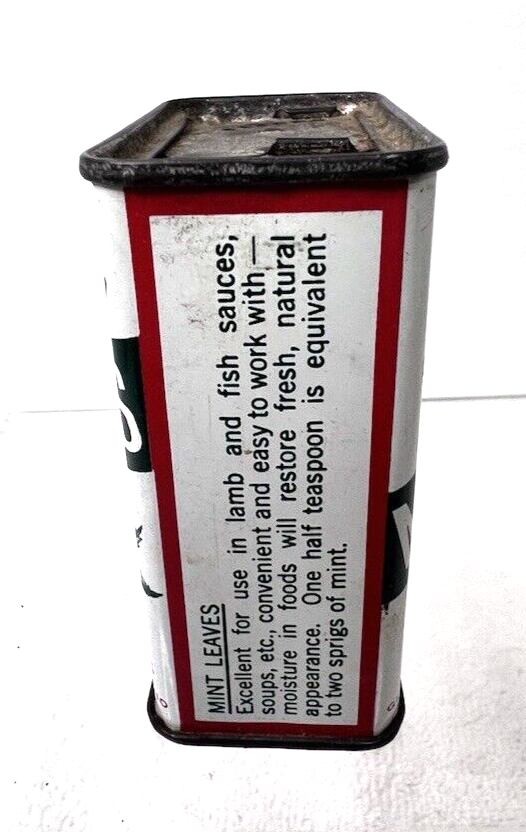 MINT LEAVES
Excellent for use in lamb and fish sauces,
soups, etc., convenient and easy to work with —
moisture in foods will restore fresh, natural
appearance. One half teaspoon is equivalent
to two sprigs of mint.